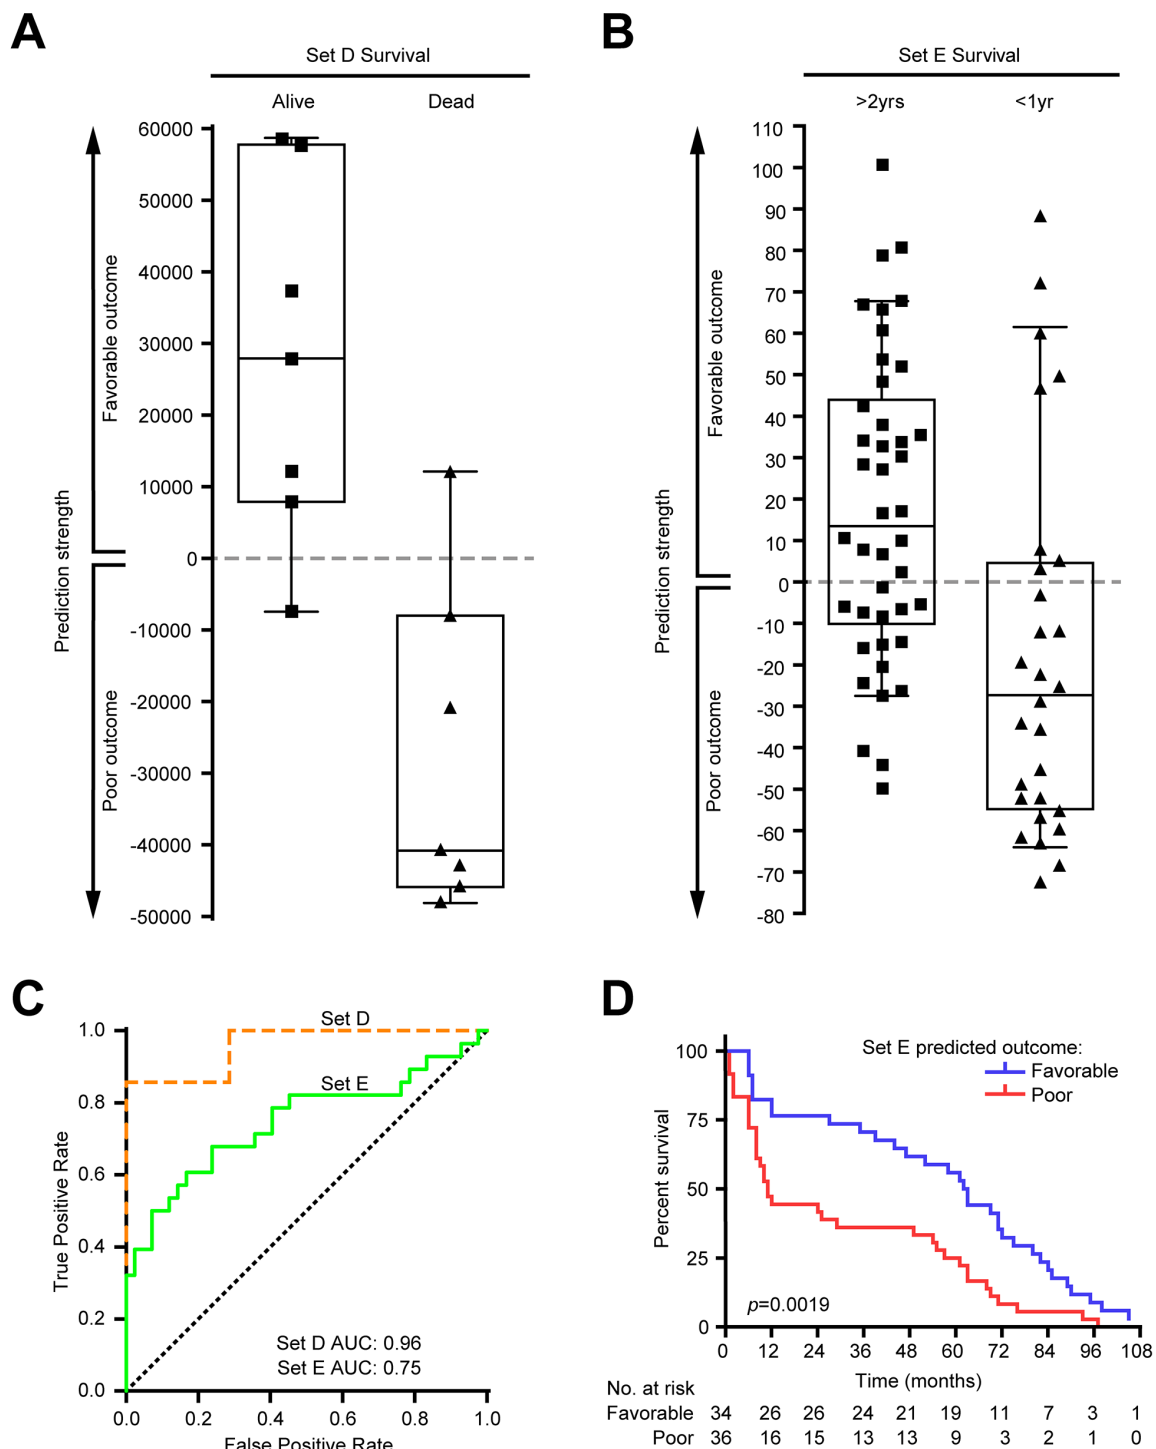 A
Set D Survival
Alive Dead
60000
50000
40000
30000
20000
10000
0
-10000
-20000
-30000
-40000
-50000
Prediction strength
Favorable outcome
Poor outcome
B
Set E Survival
>2yrs <1yr
110
100
90
80
70
60
50
40
30
20
10
0
-10
-20
-30
-40
-50
-60
-70
-80
Prediction strength
Favorable outcome
Poor outcome
C
1.0
0.8
0.6
0.4
0.2
0.0
True Positive Rate
Set D
Set E
Set D AUC: 0.96
Set E AUC: 0.75
0.0 0.2 0.4 0.6 0.8 1.0
False Positive Rate
D
100
75
50
25
0
Percent survival
Set E predicted outcome:
Favorable
Poor
p=0.0019
0 12 24 36 48 60 72 84 96 108
Time (months)
No. at risk
Favorable 34 26 26 24 21 19 11 7 3 1
Poor 36 16 15 13 13 9 3 2 1 0